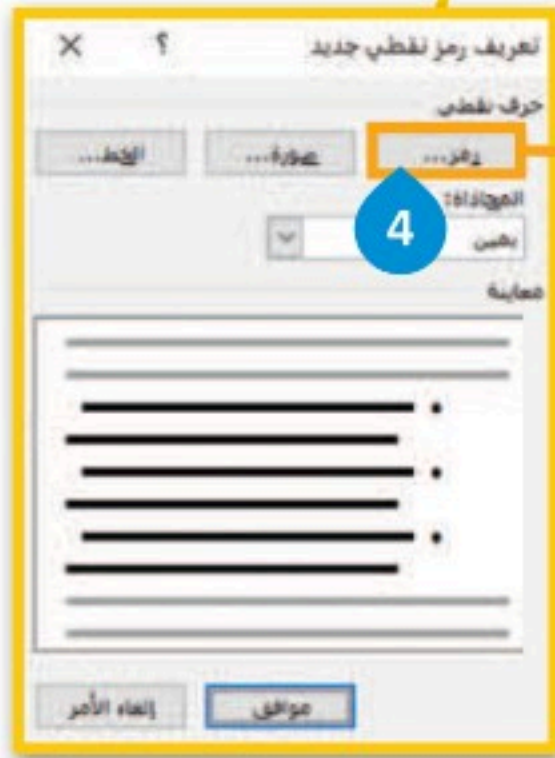 تعريف رمز نقطي جديد ؟ ×
حرف نقطي
رمز... صورة... الخط...
المحاذاة:
يمين
4
معاينة
موافق إلغاء الأمر